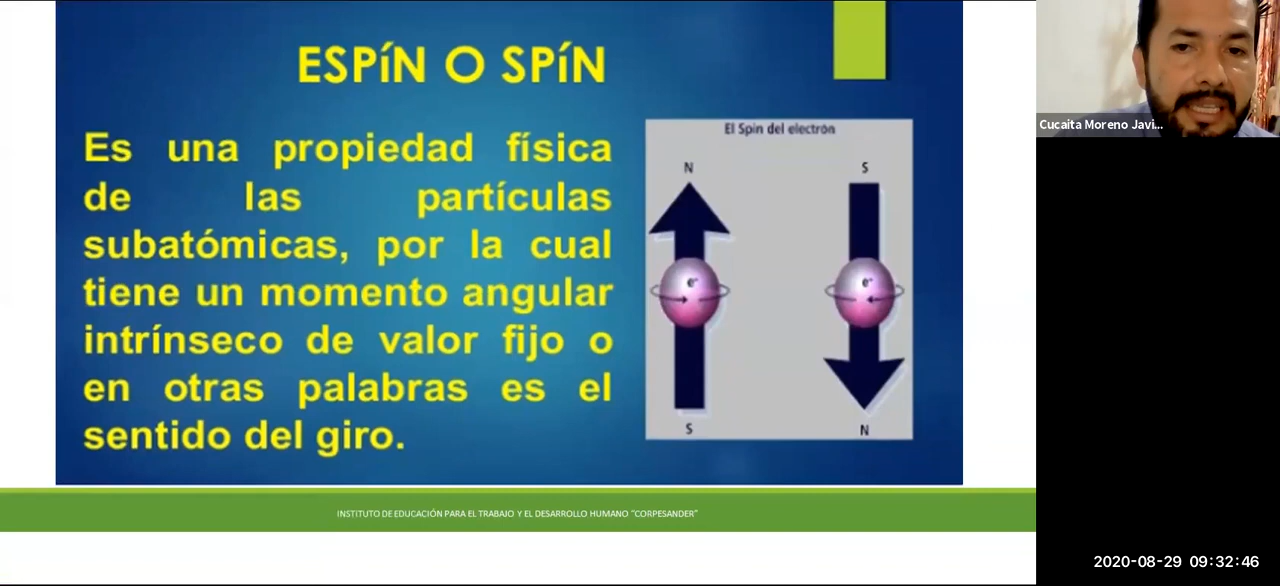 ESPíN O SPíN
Es una propiedad física
de las partículas
subatómicas, por la cual
tiene un momento angular
intrínseco de valor fijo o
en otras palabras es el
sentido del giro.
El Spin del electrón
N
S
e-
e-
S
N
INSTITUTO DE EDUCACIÓN PARA EL TRABAJO Y EL DESARROLLO HUMANO "CORPESANDER"
Cucaita Moreno Javi...
2020-08-29 09:32:46